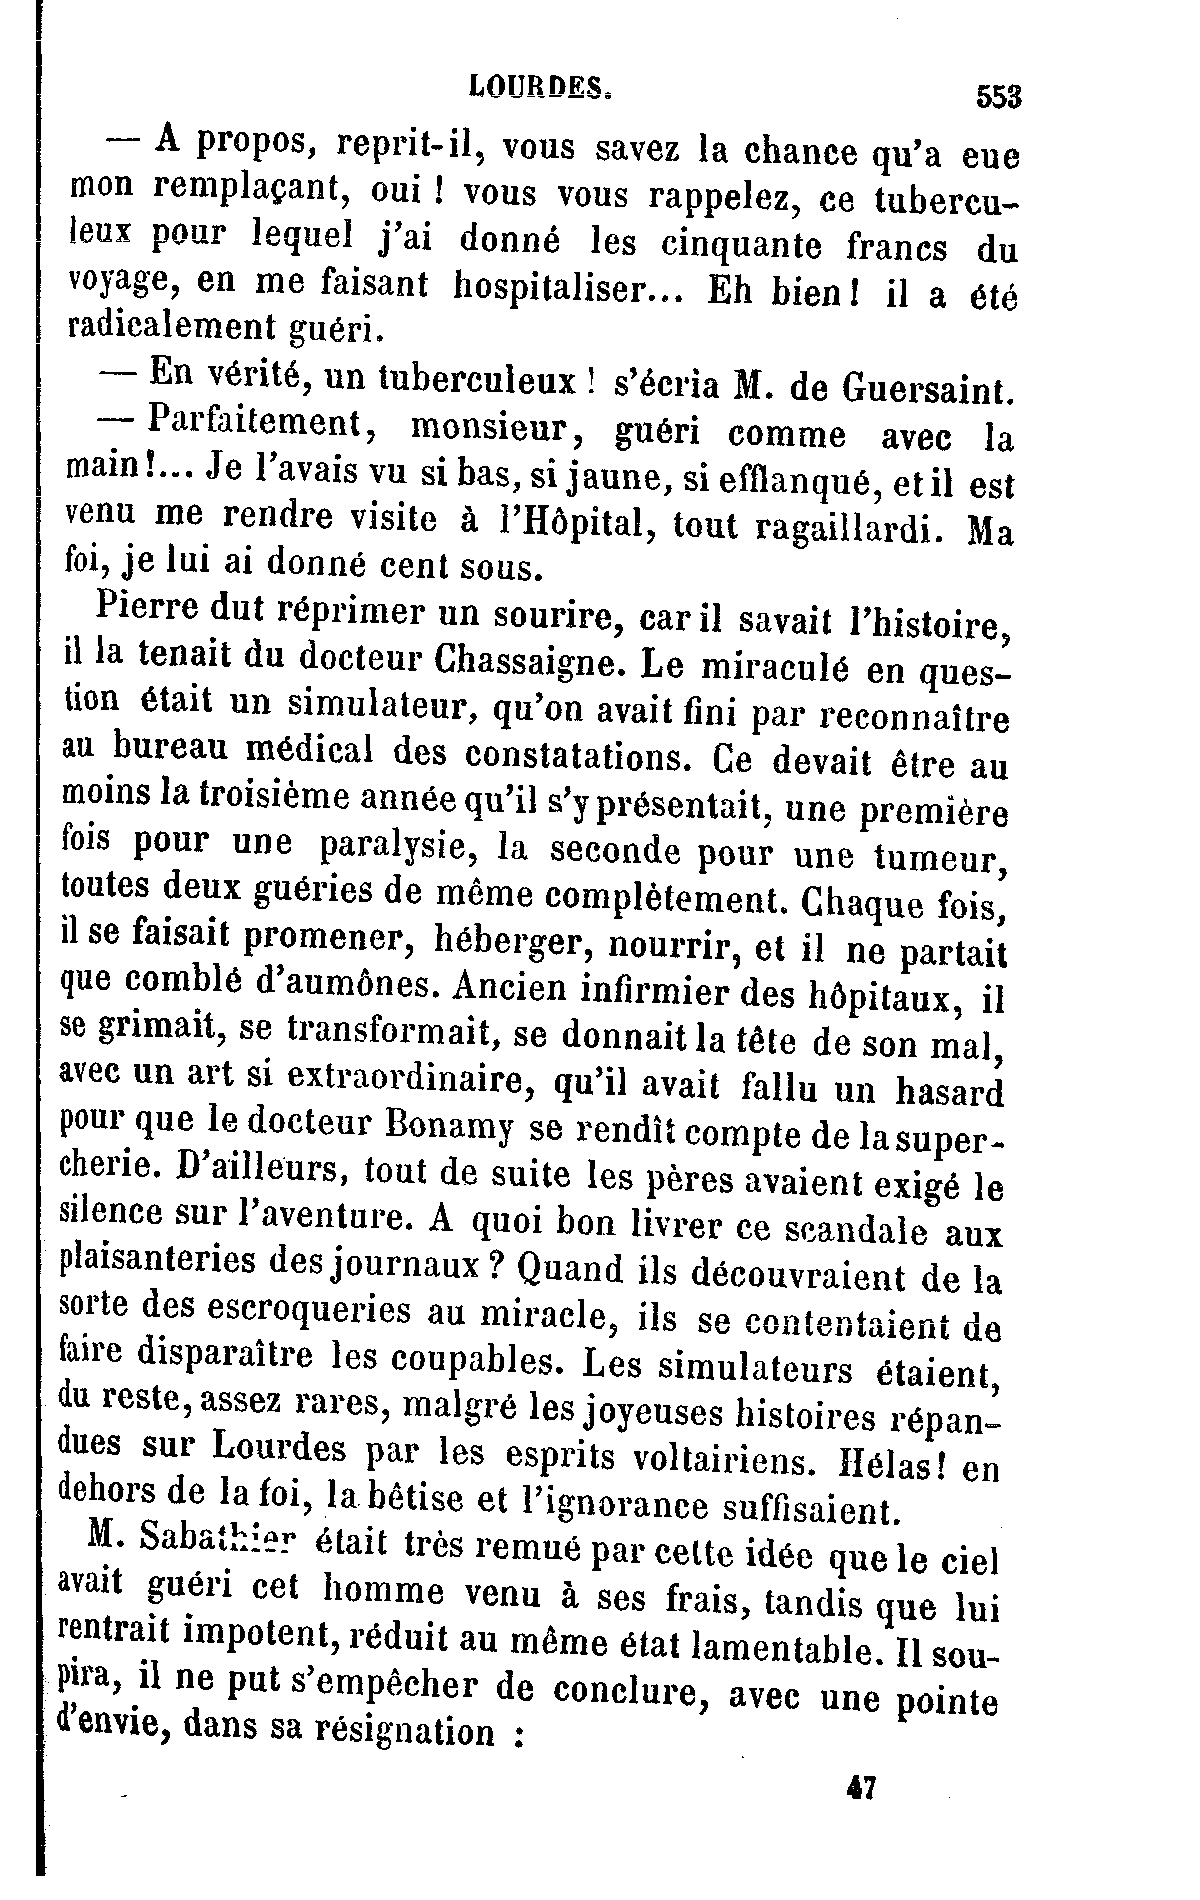 LOURDES.
553
— A propos, reprit-il, vous savez la chance qu'a eue
mon remplaçant, oui ! vous vous rappelez, ce tubercu-
leux pour lequel j'ai donné les cinquante francs du
voyage, en me faisant hospitaliser... Eh bien! il a été
radicalement guéri.
— En vérité, un tuberculeux ! s'écria M. de Guersaint.
— Parfaitement, monsieur, guéri comme avec la
main!... Je l'avais vu si bas, si jaune, si efflanqué, et il est
venu me rendre visite à l'Hôpital, tout ragaillardi. Ma
foi, je lui ai donné cent sous.
Pierre dut réprimer un sourire, car il savait l'histoire,
il la tenait du docteur Chassaigne. Le miraculé en ques-
tion était un simulateur, qu'on avait fini par reconnaître
au bureau médical des constatations. Ce devait être au
moins la troisième année qu'il s'y présentait, une première
fois pour une paralysie, la seconde pour une tumeur,
toutes deux guéries de même complètement. Chaque fois,
il se faisait promener, héberger, nourrir, et il ne partait
que comblé d'aumônes. Ancien infirmier des hôpitaux, il
se grimait, se transformait, se donnait la tête de son mal,
avec un art si extraordinaire, qu'il avait fallu un hasard
pour que le docteur Bonamy se rendît compte de la super-
cherie. D'ailleurs, tout de suite les pères avaient exigé le
silence sur l'aventure. A quoi bon livrer ce scandale aux
plaisanteries des journaux ? Quand ils découvraient de la
sorte des escroqueries au miracle, ils se contentaient de
faire disparaître les coupables. Les simulateurs étaient,
du reste, assez rares, malgré les joyeuses histoires répan-
dues sur Lourdes par les esprits voltairiens. Hélas! en
dehors de la foi, la bêtise et l'ignorance suffisaient.
M. Sabathier était très remué par cette idée que le ciel
avait guéri cet homme venu à ses frais, tandis que lui
rentrait impotent, réduit au même état lamentable. Il sou-
pira, il ne put s'empêcher de conclure, avec une pointe
d'envie, dans sa résignation :
47